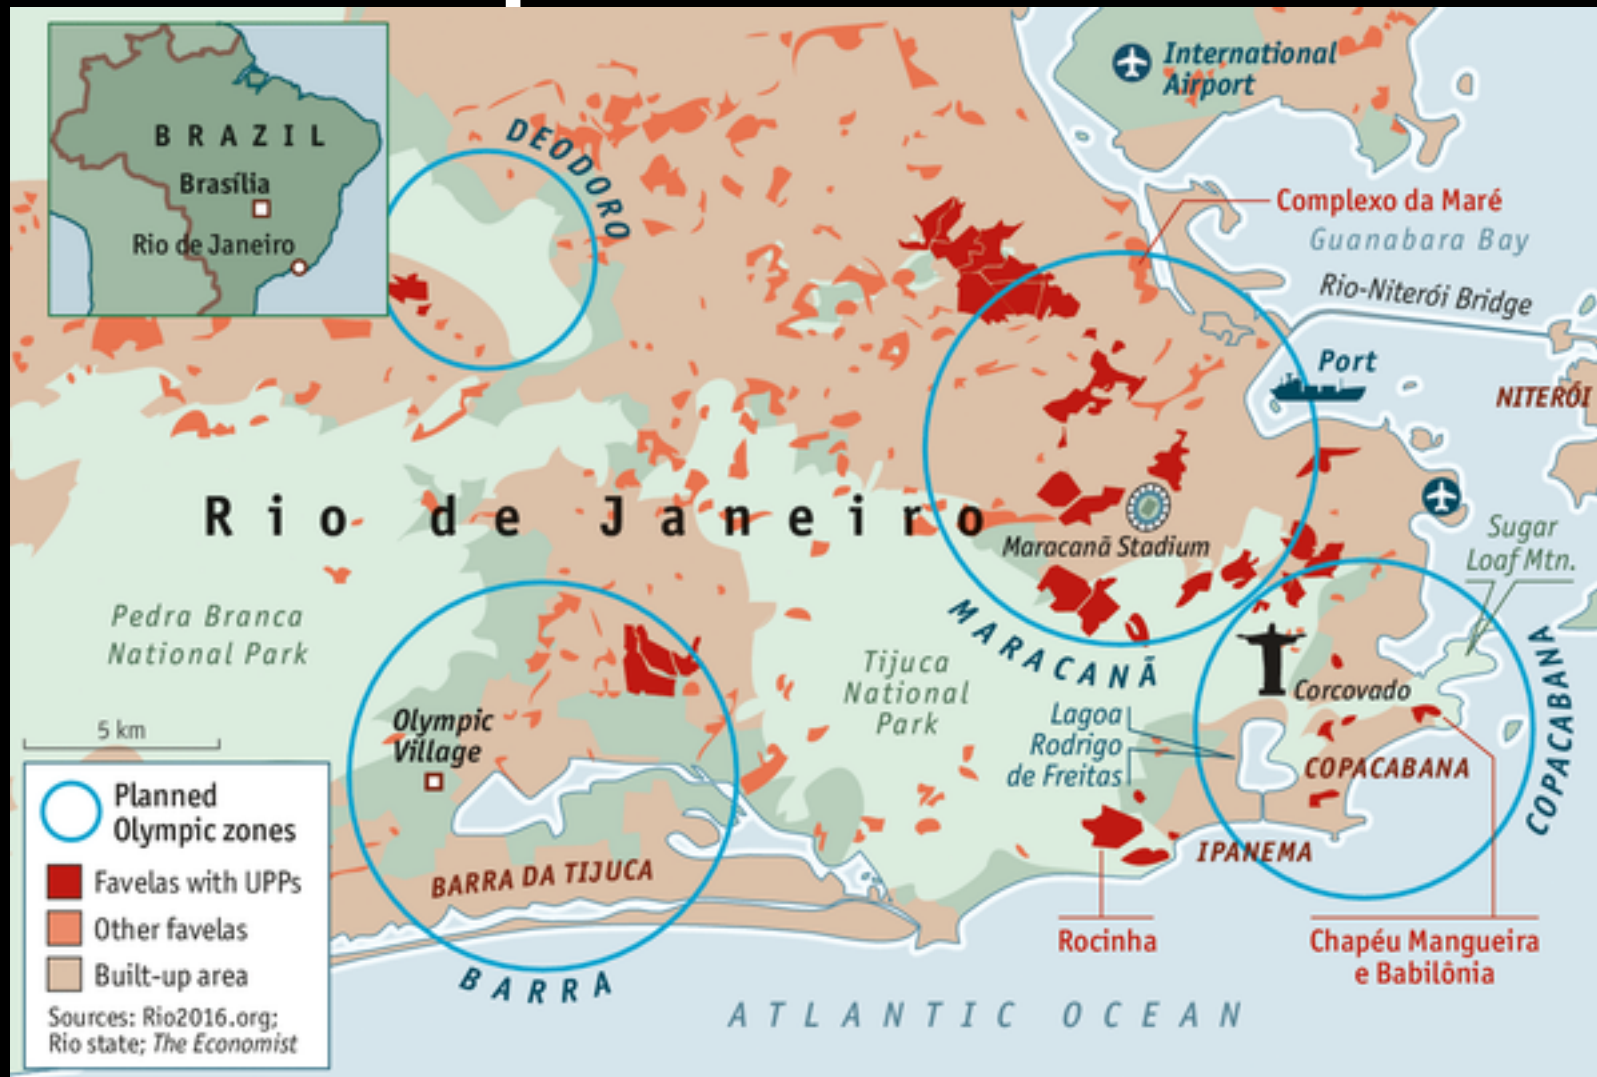 BRAZIL
Brasília
Rio de Janeiro
DEODORO
International
Airport
Complexo da Maré
Guanabara Bay
Rio-Niterói Bridge
Port
NITERÓI
Rio de Janeiro
Maracanã Stadium
MARACANÃ
Sugar
Loaf Mtn.
Pedra Branca
National Park
Tijuca
National
Park
Corcovado
COPACABANA
Lagoa
Rodrigo
de Freitas
COPACABANA
5 km
Olympic
Village
IPANEMA
BARRA DA TIJUCA
BARRA
Rocinha
Chapéu Mangueira
e Babilônia
ATLANTIC OCEAN
Planned
Olympic zones
Favelas with UPPs
Other favelas
Built-up area
Sources: Rio2016.org;
Rio state; The Economist